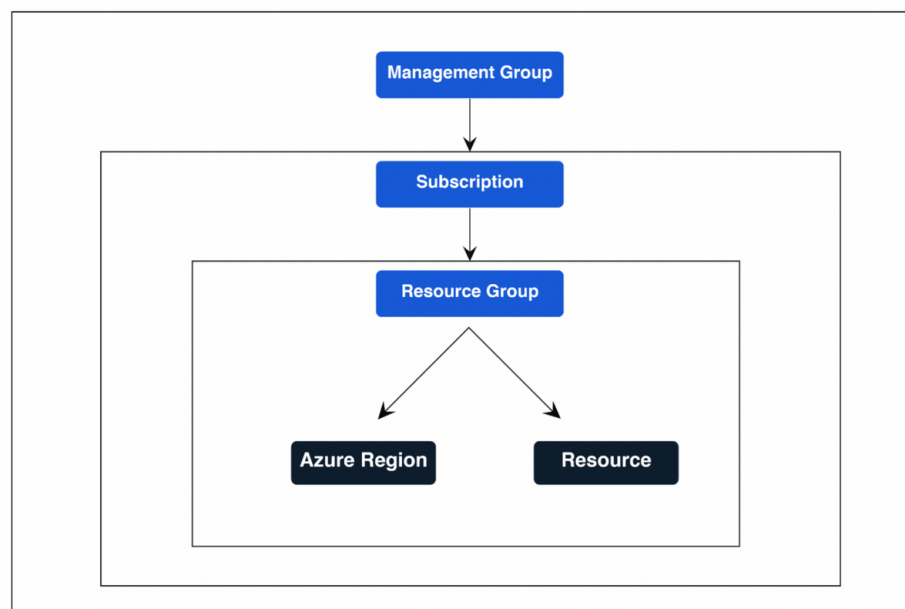 Management Group
Subscription
Resource Group
Azure Region
Resource